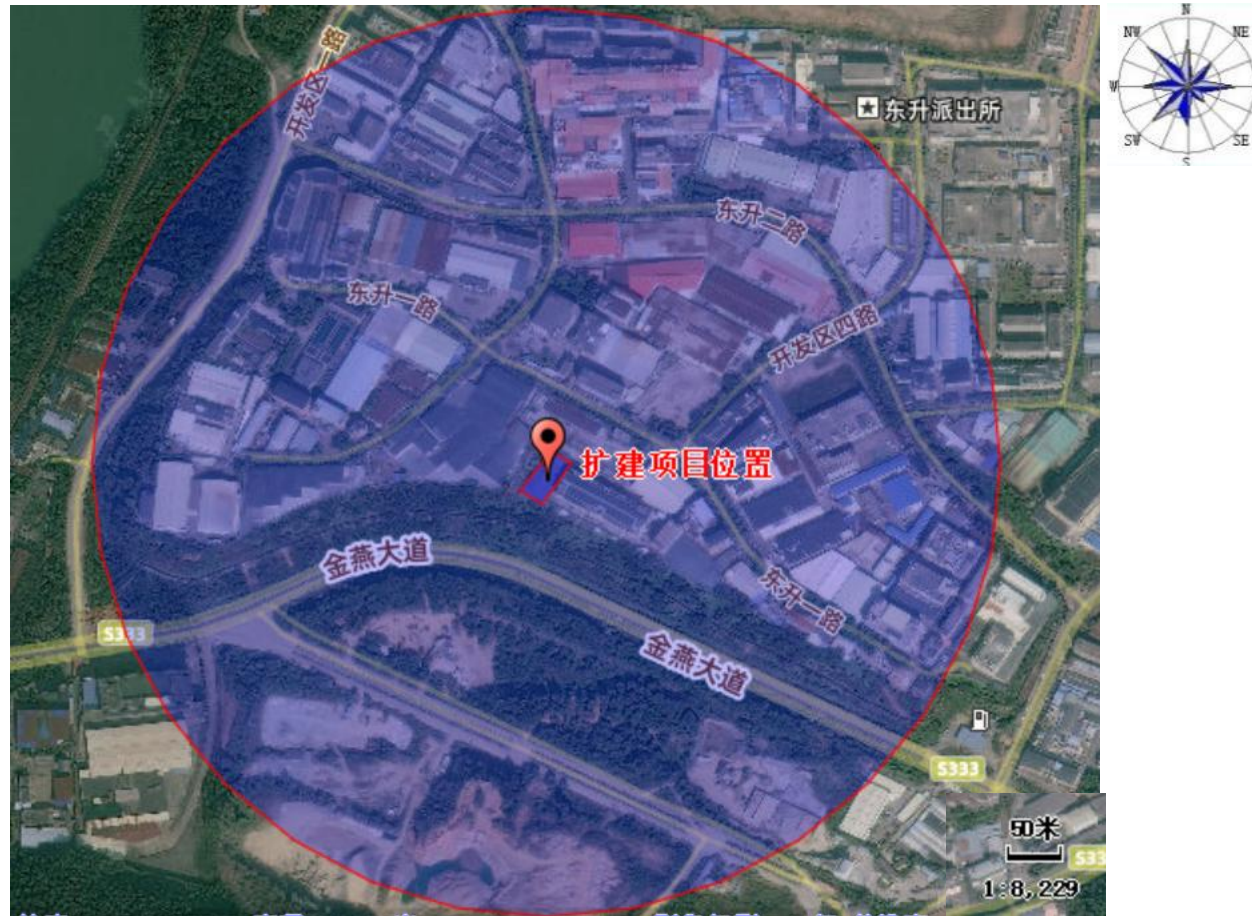 N
NW
NE
W
SW
SE
S
开发区一路
东升派出所
东升二路
东升一路
开发区四路
扩建项目位置
金燕大道
东升一路
S333
金燕大道
S333
50米
S33
1:8,229